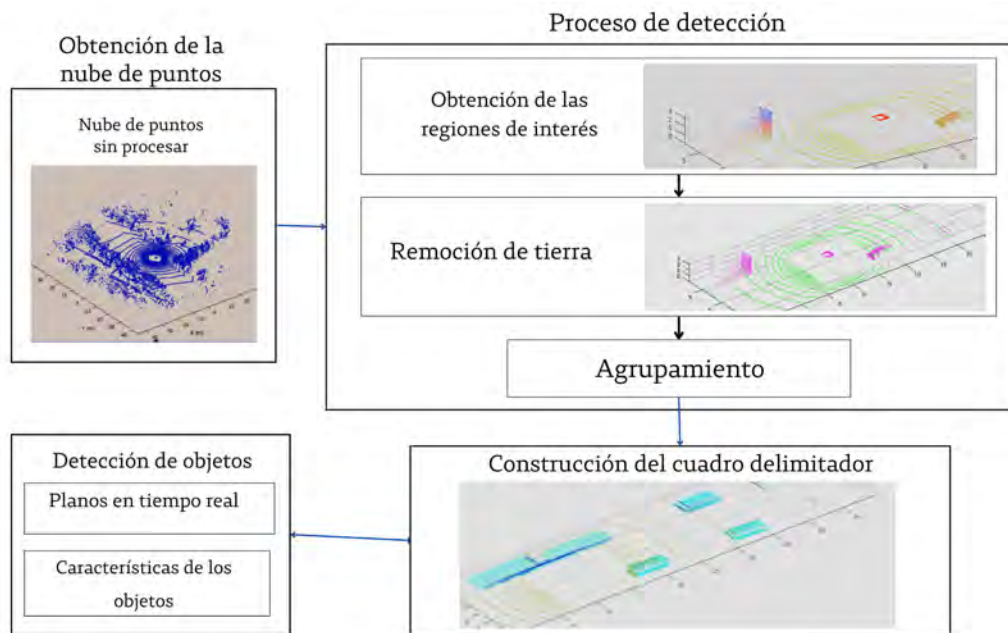 Obtención de la
nube de puntos
Nube de puntos
sin procesar
Proceso de detección
Obtención de las
regiones de interés
Remoción de tierra
Agrupamiento
Construcción del cuadro delimitador
Detección de objetos
Planos en tiempo real
Características de los
objetos